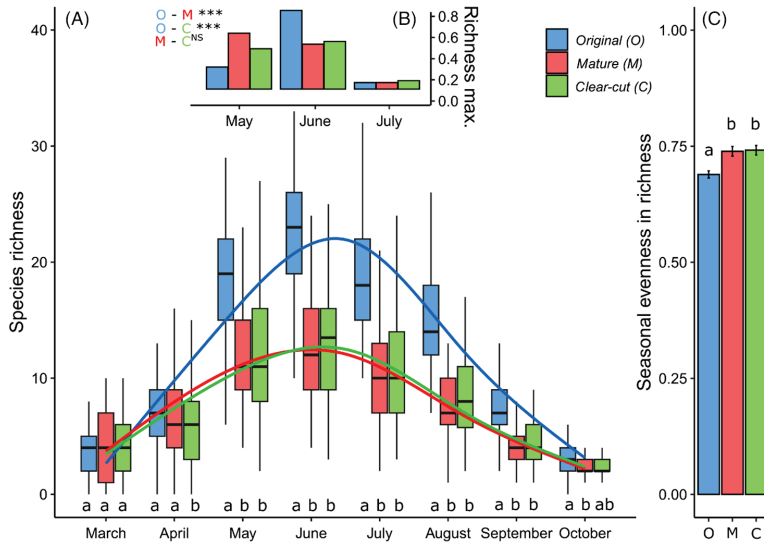 (A)
O - M ***
O - C ***
M - C NS
(B)
Richness max.
0.8
0.6
0.4
0.2
0.0
May June July
Original (O)
Mature (M)
Clear-cut (C)
Species richness
40
30
20
10
0
a a a a a b a b b a b b a b b a b b a b b a b ab
March April May June July August September October
(C)
Seasonal evenness in richness
1.00
0.75
0.50
0.25
0.00
a b b
O M C